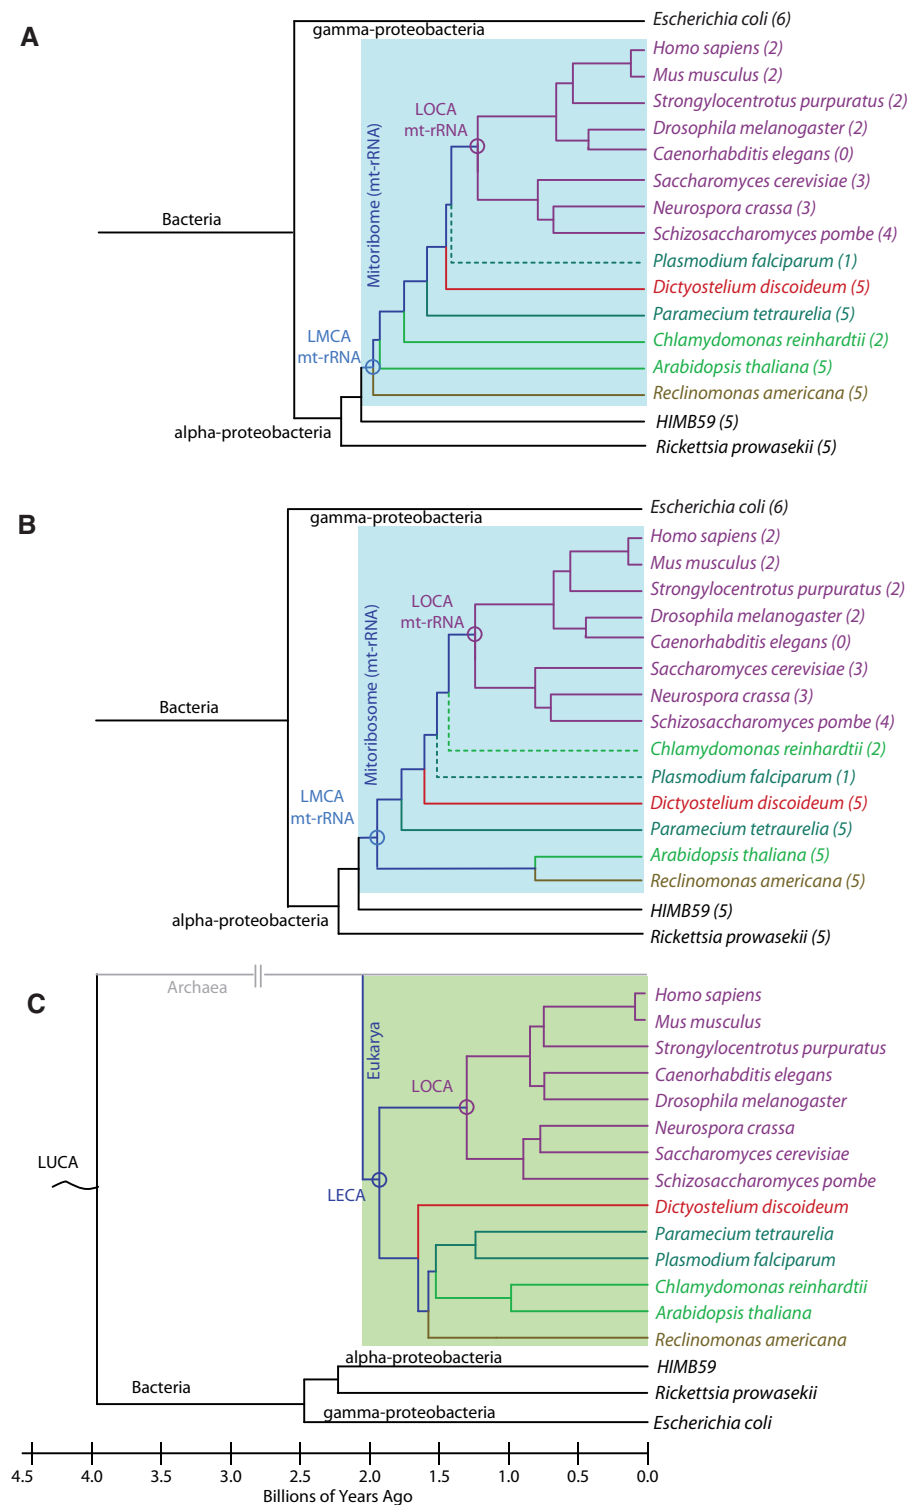 A
Escherichia coli (6)
gamma-proteobacteria
Homo sapiens (2)
Mus musculus (2)
Strongylocentrotus purpuratus (2)
LOCA
mt-rRNA
Drosophila melanogaster (2)
Caenorhabditis elegans (0)
Saccharomyces cerevisiae (3)
Neurospora crassa (3)
Schizosaccharomyces pombe (4)
Bacteria
Mitoribome (mt-rRNA)
Plasmodium falciparum (1)
Dictyostelium discoideum (5)
Paramecium tetraurelia (5)
LMCA
mt-rRNA
Chlamydomonas reinhardtii (2)
Arabidopsis thaliana (5)
Reclinomonas americana (5)
HIMB59 (5)
alpha-proteobacteria
Rickettsia prowasekii (5)
B
Escherichia coli (6)
gamma-proteobacteria
Homo sapiens (2)
Mus musculus (2)
Strongylocentrotus purpuratus (2)
LOCA
mt-rRNA
Drosophila melanogaster (2)
Caenorhabditis elegans (0)
Saccharomyces cerevisiae (3)
Neurospora crassa (3)
Schizosaccharomyces pombe (4)
Bacteria
Mitoribosome (mt-rRNA)
Chlamydomonas reinhardtii (2)
Plasmodium falciparum (1)
LMCA
mt-rRNA
Dictyostelium discoideum (5)
Paramecium tetraurelia (5)
Arabidopsis thaliana (5)
Reclinomonas americana (5)
HIMB59 (5)
alpha-proteobacteria
Rickettsia prowasekii (5)
C
Archaea
Homo sapiens
Mus musculus
Eukarya
Strongylocentrotus purpuratus
LOCA
Caenorhabditis elegans
Drosophila melanogaster
Neurospora crassa
Saccharomyces cerevisiae
LUCA
Schizosaccharomyces pombe
LECA
Dictyostelium discoideum
Paramecium tetraurelia
Plasmodium falciparum
Chlamydomonas reinhardtii
Arabidopsis thaliana
Reclinomonas americana
alpha-proteobacteria
HIMB59
Bacteria
Rickettsia prowasekii
gamma-proteobacteria
Escherichia coli
4.5 4.0 3.5 3.0 2.5 2.0 1.5 1.0 0.5 0.0
Billions of Years Ago